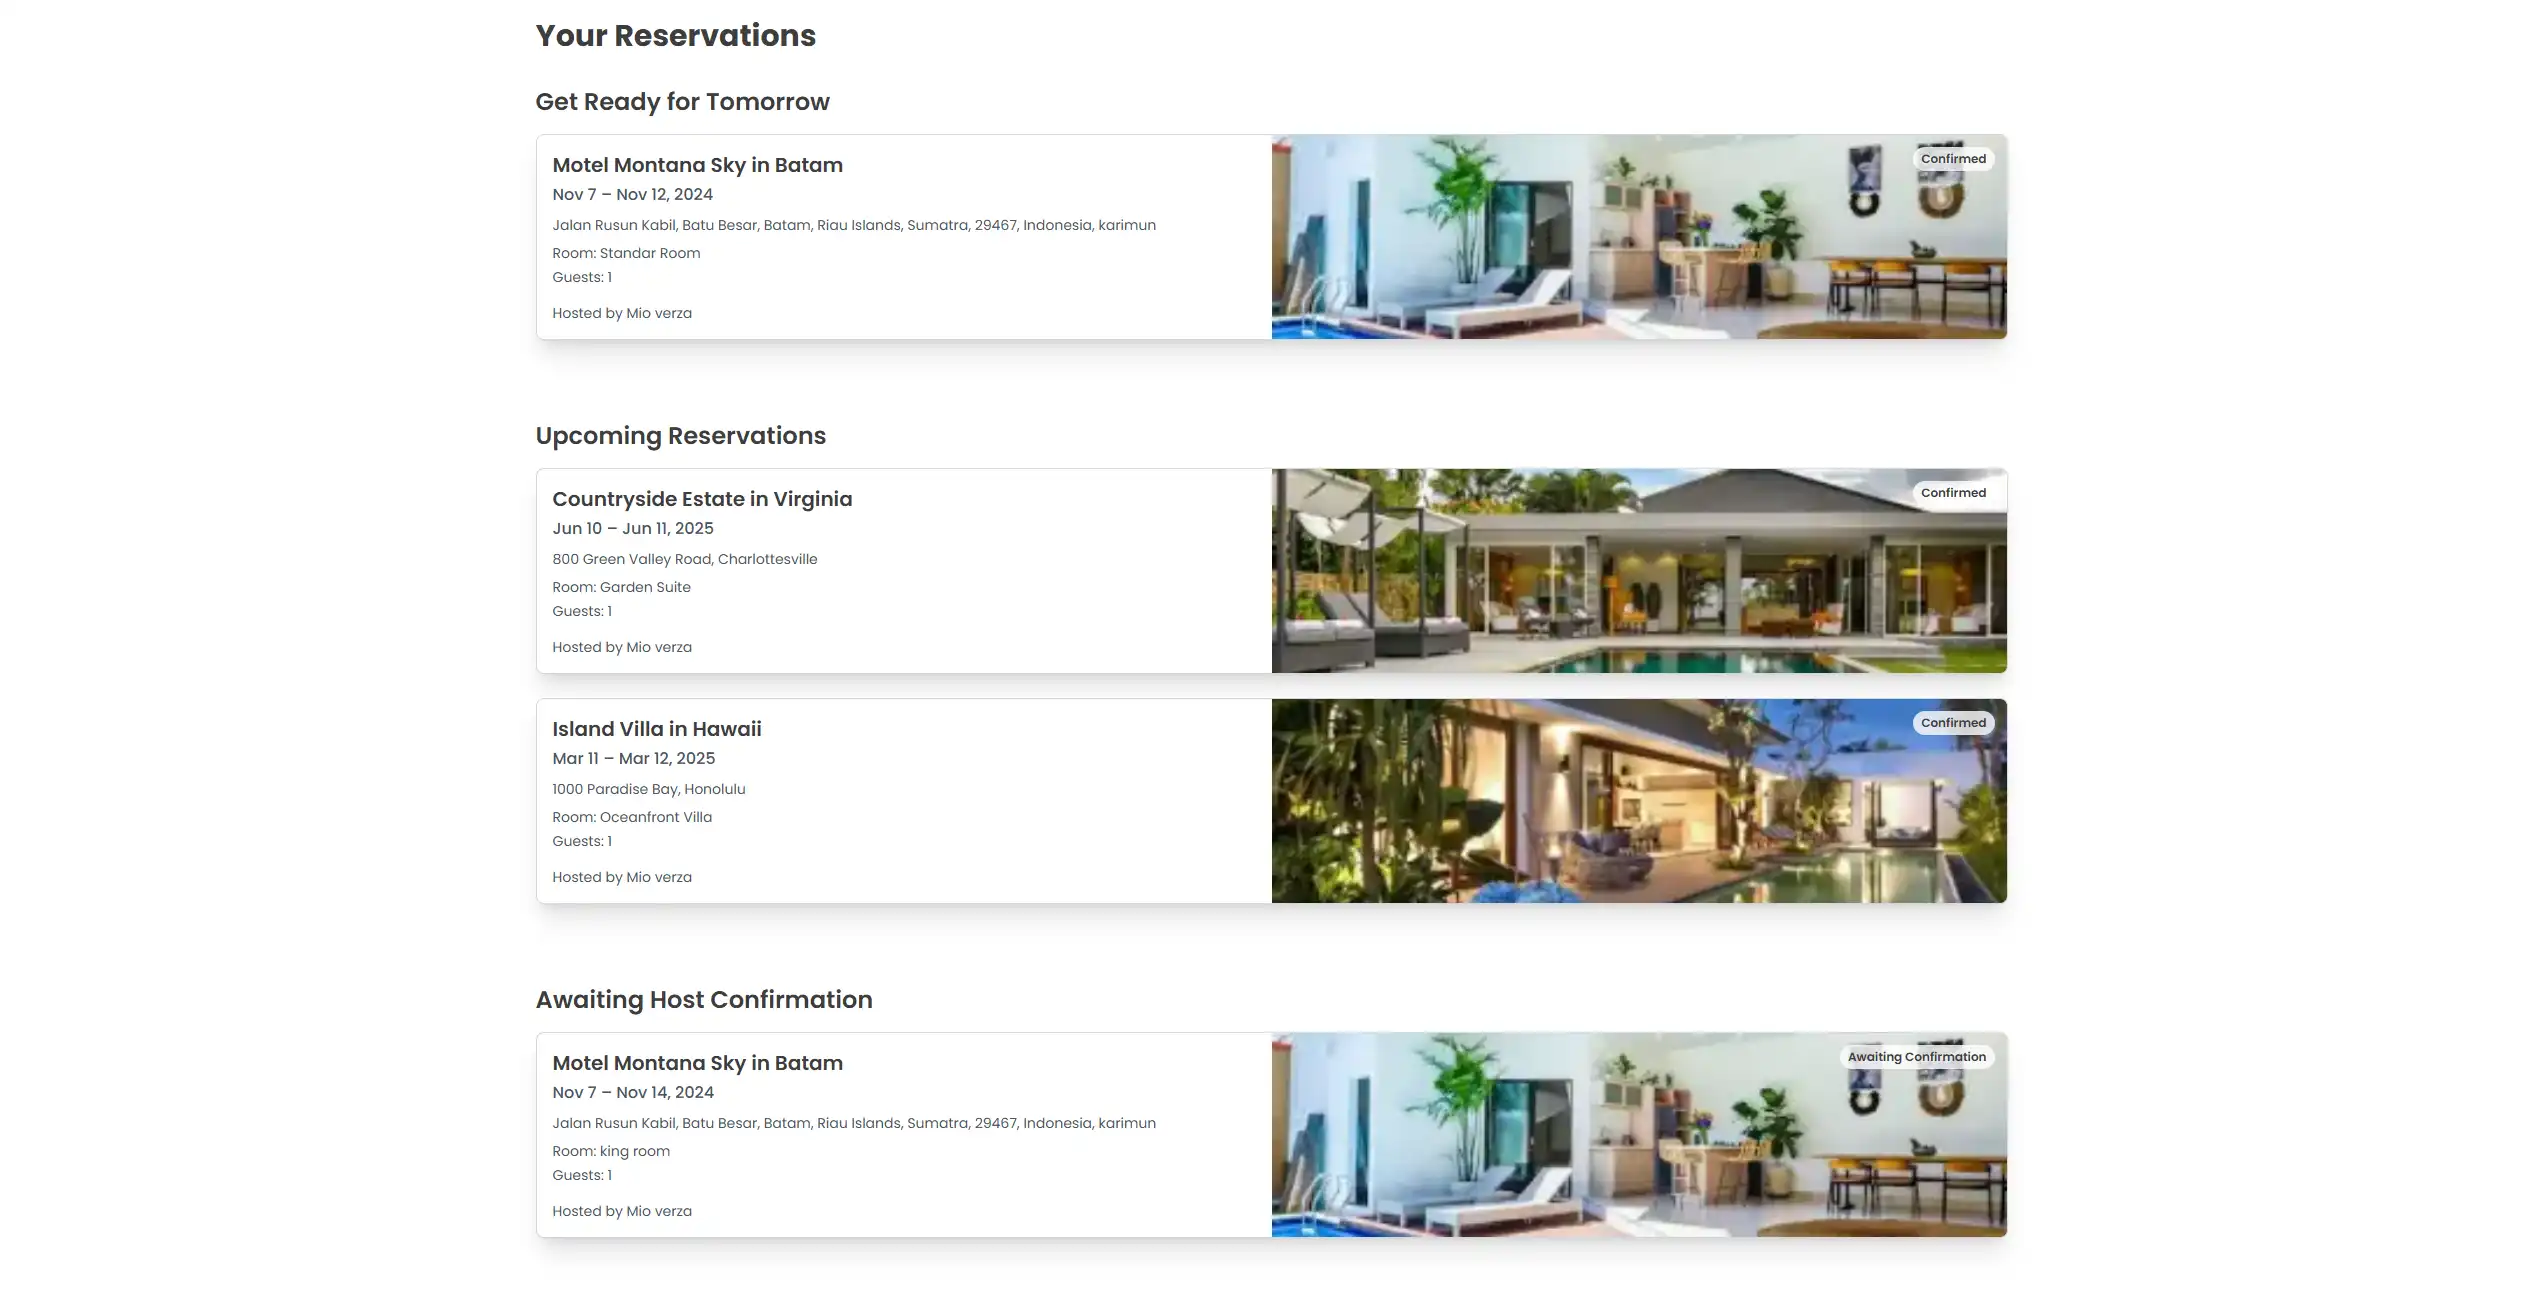 Your Reservations
Get Ready for Tomorrow
Motel Montana Sky in Batam
Confirmed
Nov 7 – Nov 12, 2024
Jalan Rusun Kabil, Batu Besar, Batam, Riau Islands, Sumatra, 29467, Indonesia, karimun
Room: Standar Room
Guests: 1
Hosted by Mio verza
Upcoming Reservations
Countryside Estate in Virginia
Confirmed
Jun 10 – Jun 11, 2025
800 Green Valley Road, Charlottesville
Room: Garden Suite
Guests: 1
Hosted by Mio verza
Island Villa in Hawaii
Confirmed
Mar 11 – Mar 12, 2025
1000 Paradise Bay, Honolulu
Room: Oceanfront Villa
Guests: 1
Hosted by Mio verza
Awaiting Host Confirmation
Motel Montana Sky in Batam
Awaiting Confirmation
Nov 7 – Nov 14, 2024
Jalan Rusun Kabil, Batu Besar, Batam, Riau Islands, Sumatra, 29467, Indonesia, karimun
Room: king room
Guests: 1
Hosted by Mio verza